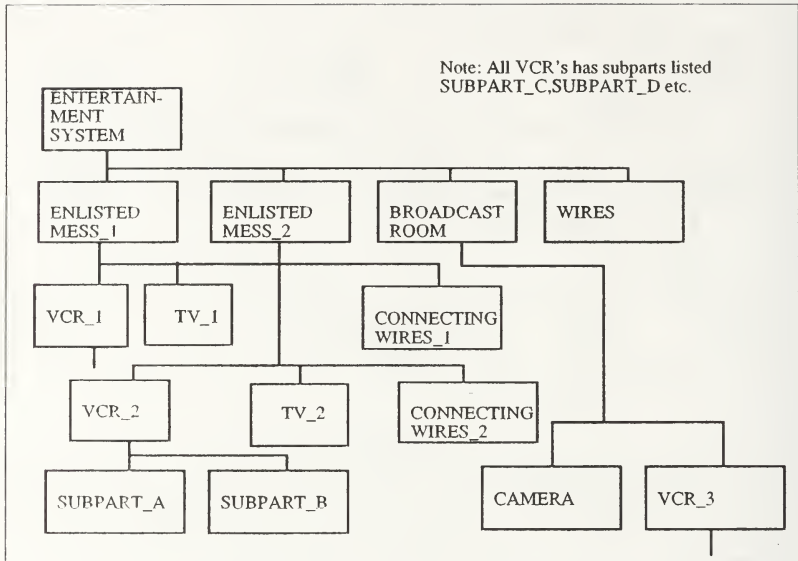 Note: All VCR's has subparts listed
SUBPART_C,SUBPART_D etc.
ENTERTAIN-
MENT
SYSTEM
ENLISTED
MESS_1
ENLISTED
MESS_2
BROADCAST
ROOM
WIRES
VCR_1
TV_1
CONNECTING
WIRES_1
VCR_2
TV_2
CONNECTING
WIRES_2
SUBPART_A
SUBPART_B
CAMERA
VCR_3